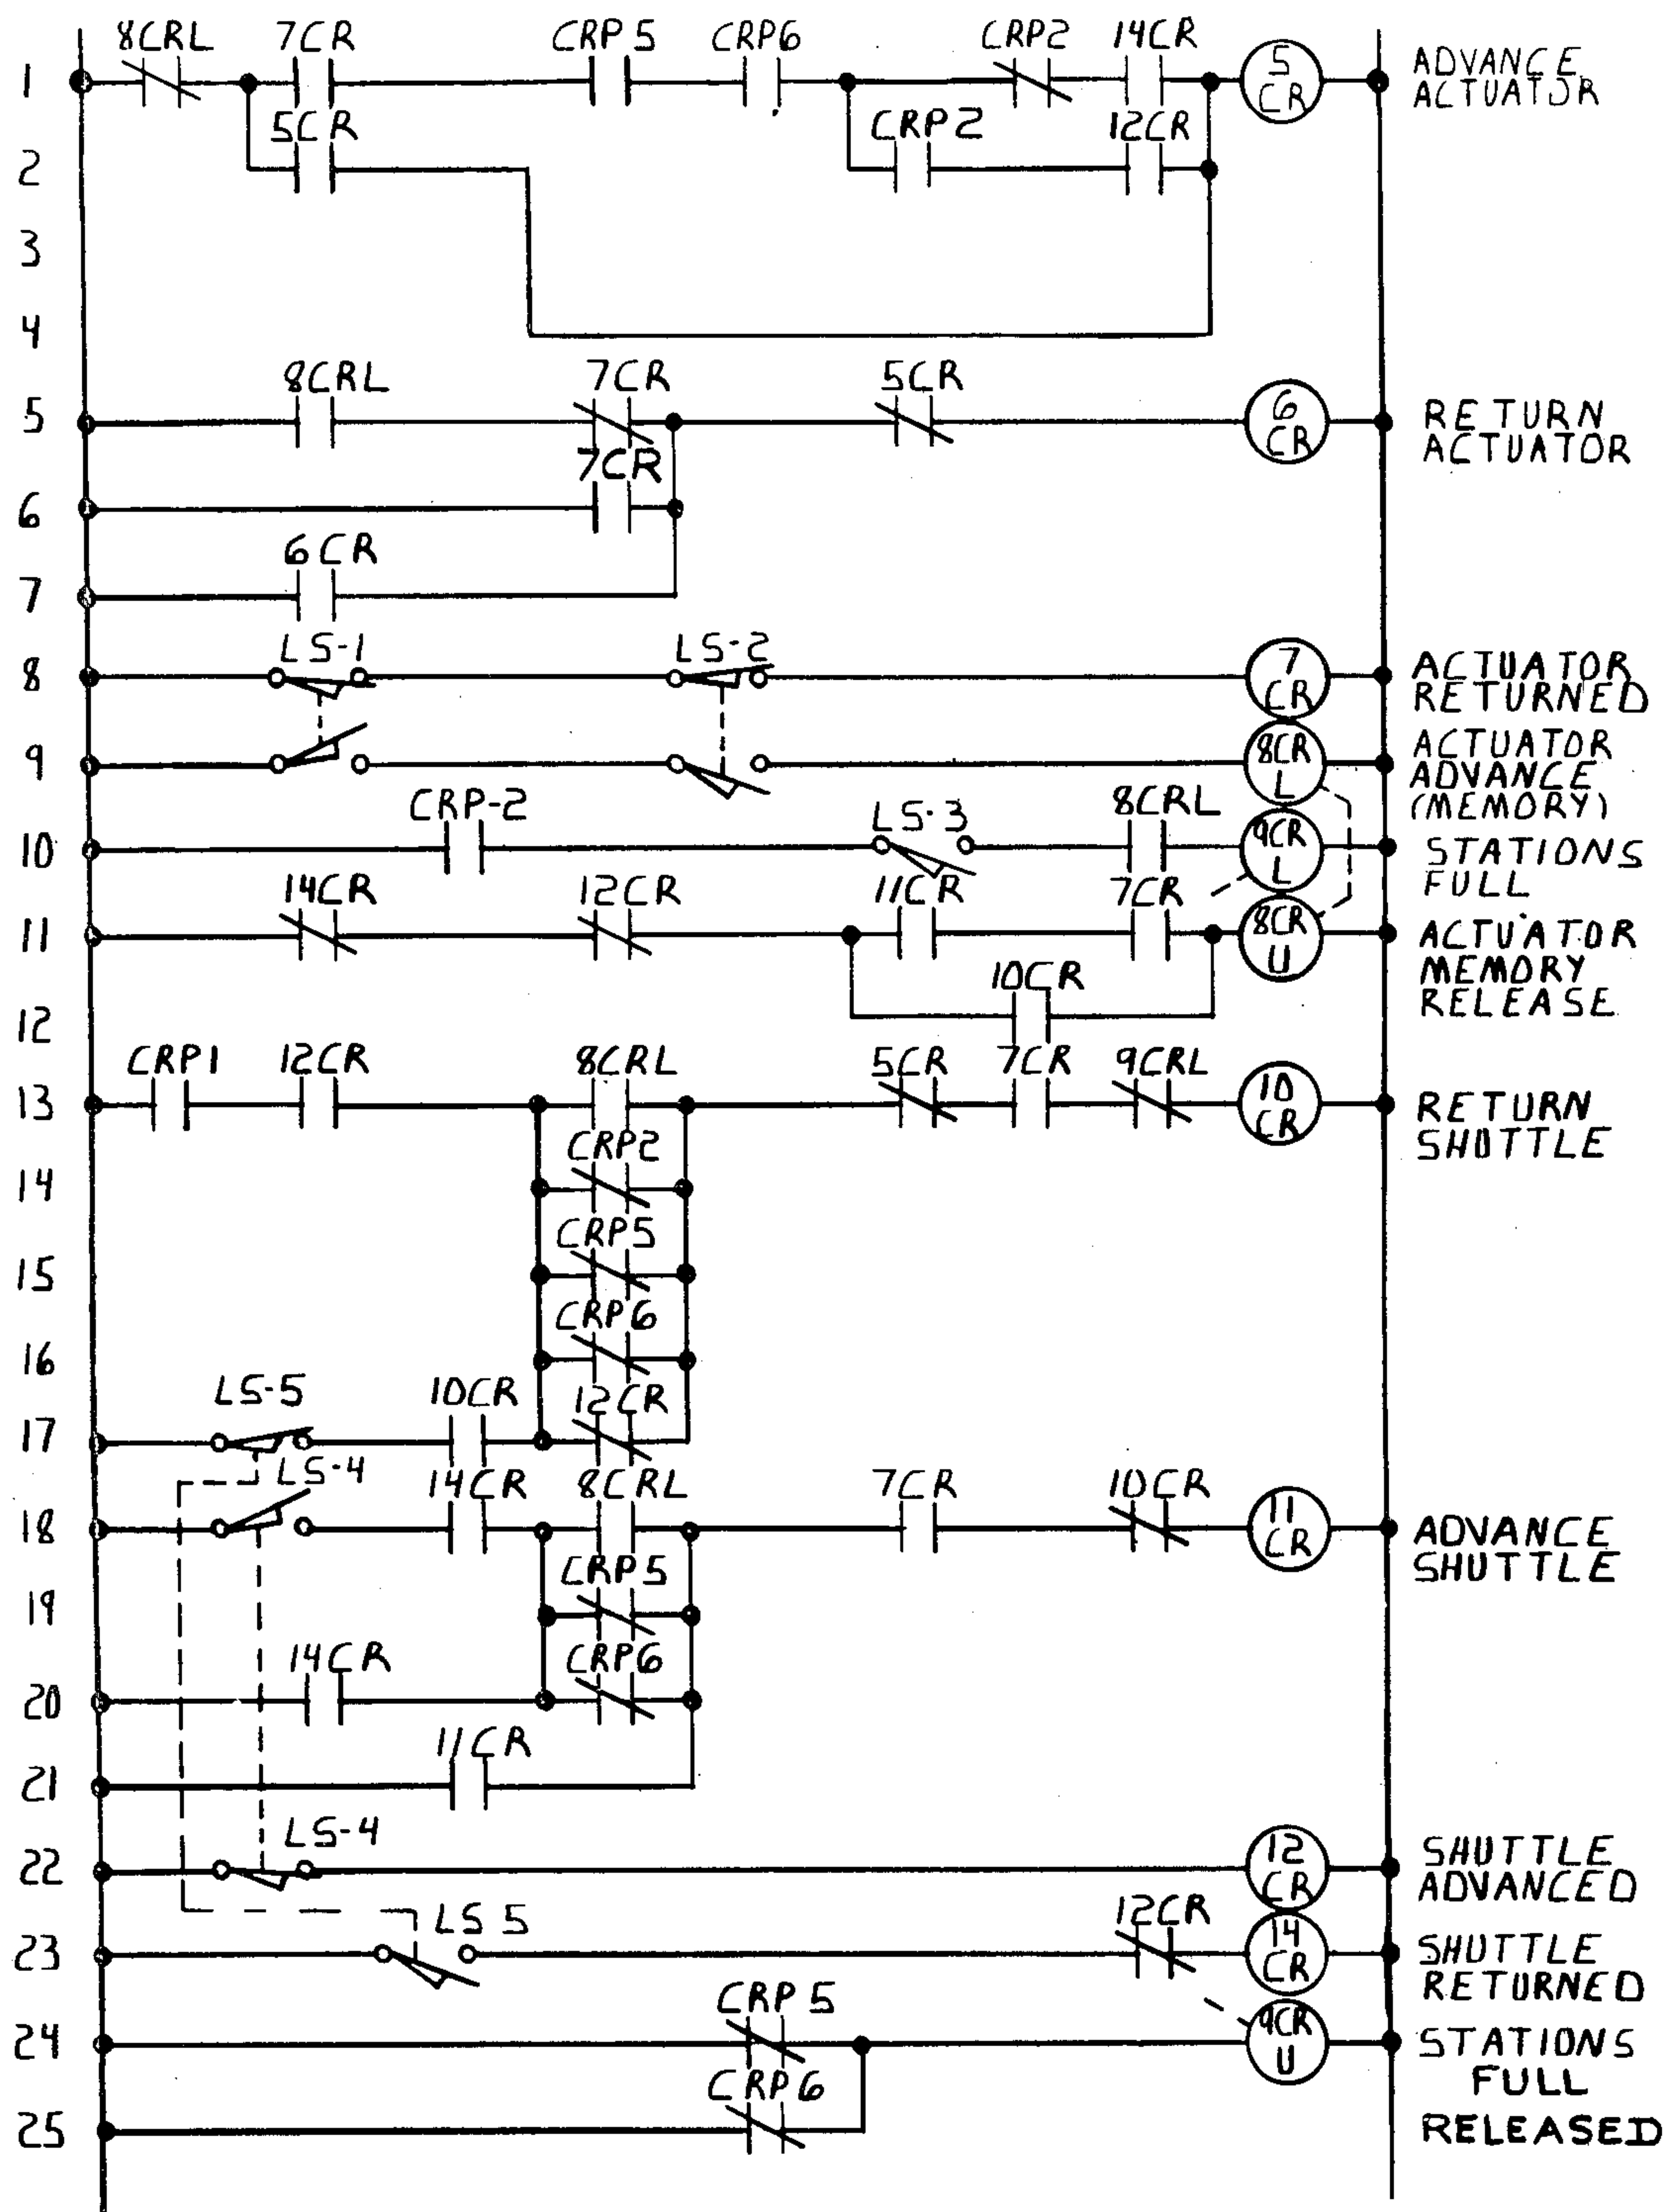 8CRL 7CR CRP5 CRP6 CRP2 14CR
1 5 CR ADVANCE
ACTUATOR
5CR CRP2 12CR
2
3
4
8CRL 7CR 5CR
5 6 CR RETURN
ACTUATOR
7CR
6
6CR
7
LS-1 LS-2
8 7 CR ACTUATOR
RETURNED
9 8CR L ACTUATOR
ADVANCE
(MEMORY)
CRP-2 LS-3 8CRL
10 9CR L STATIONS
FULL
14CR 12CR 11CR 7CR
11 8CR U ACTUATOR
MEMORY
RELEASE
10CR
12
CRP1 12CR 8CRL 5CR 7CR 9CRL
13 10 CR RETURN
SHUTTLE
CRP2
14
CRP5
15
CRP6
16
LS-5 10CR 12CR
17
LS-4 14CR 8CRL 7CR 10CR
18 11 CR ADVANCE
SHUTTLE
CRP5
19
14CR CRP6
20
11CR
21
LS-4
22 12 CR SHUTTLE
ADVANCED
LS 5 12CR
23 14 CR SHUTTLE
RETURNED
CRP5
24 9CR U STATIONS
FULL
CRP6
25 RELEASED